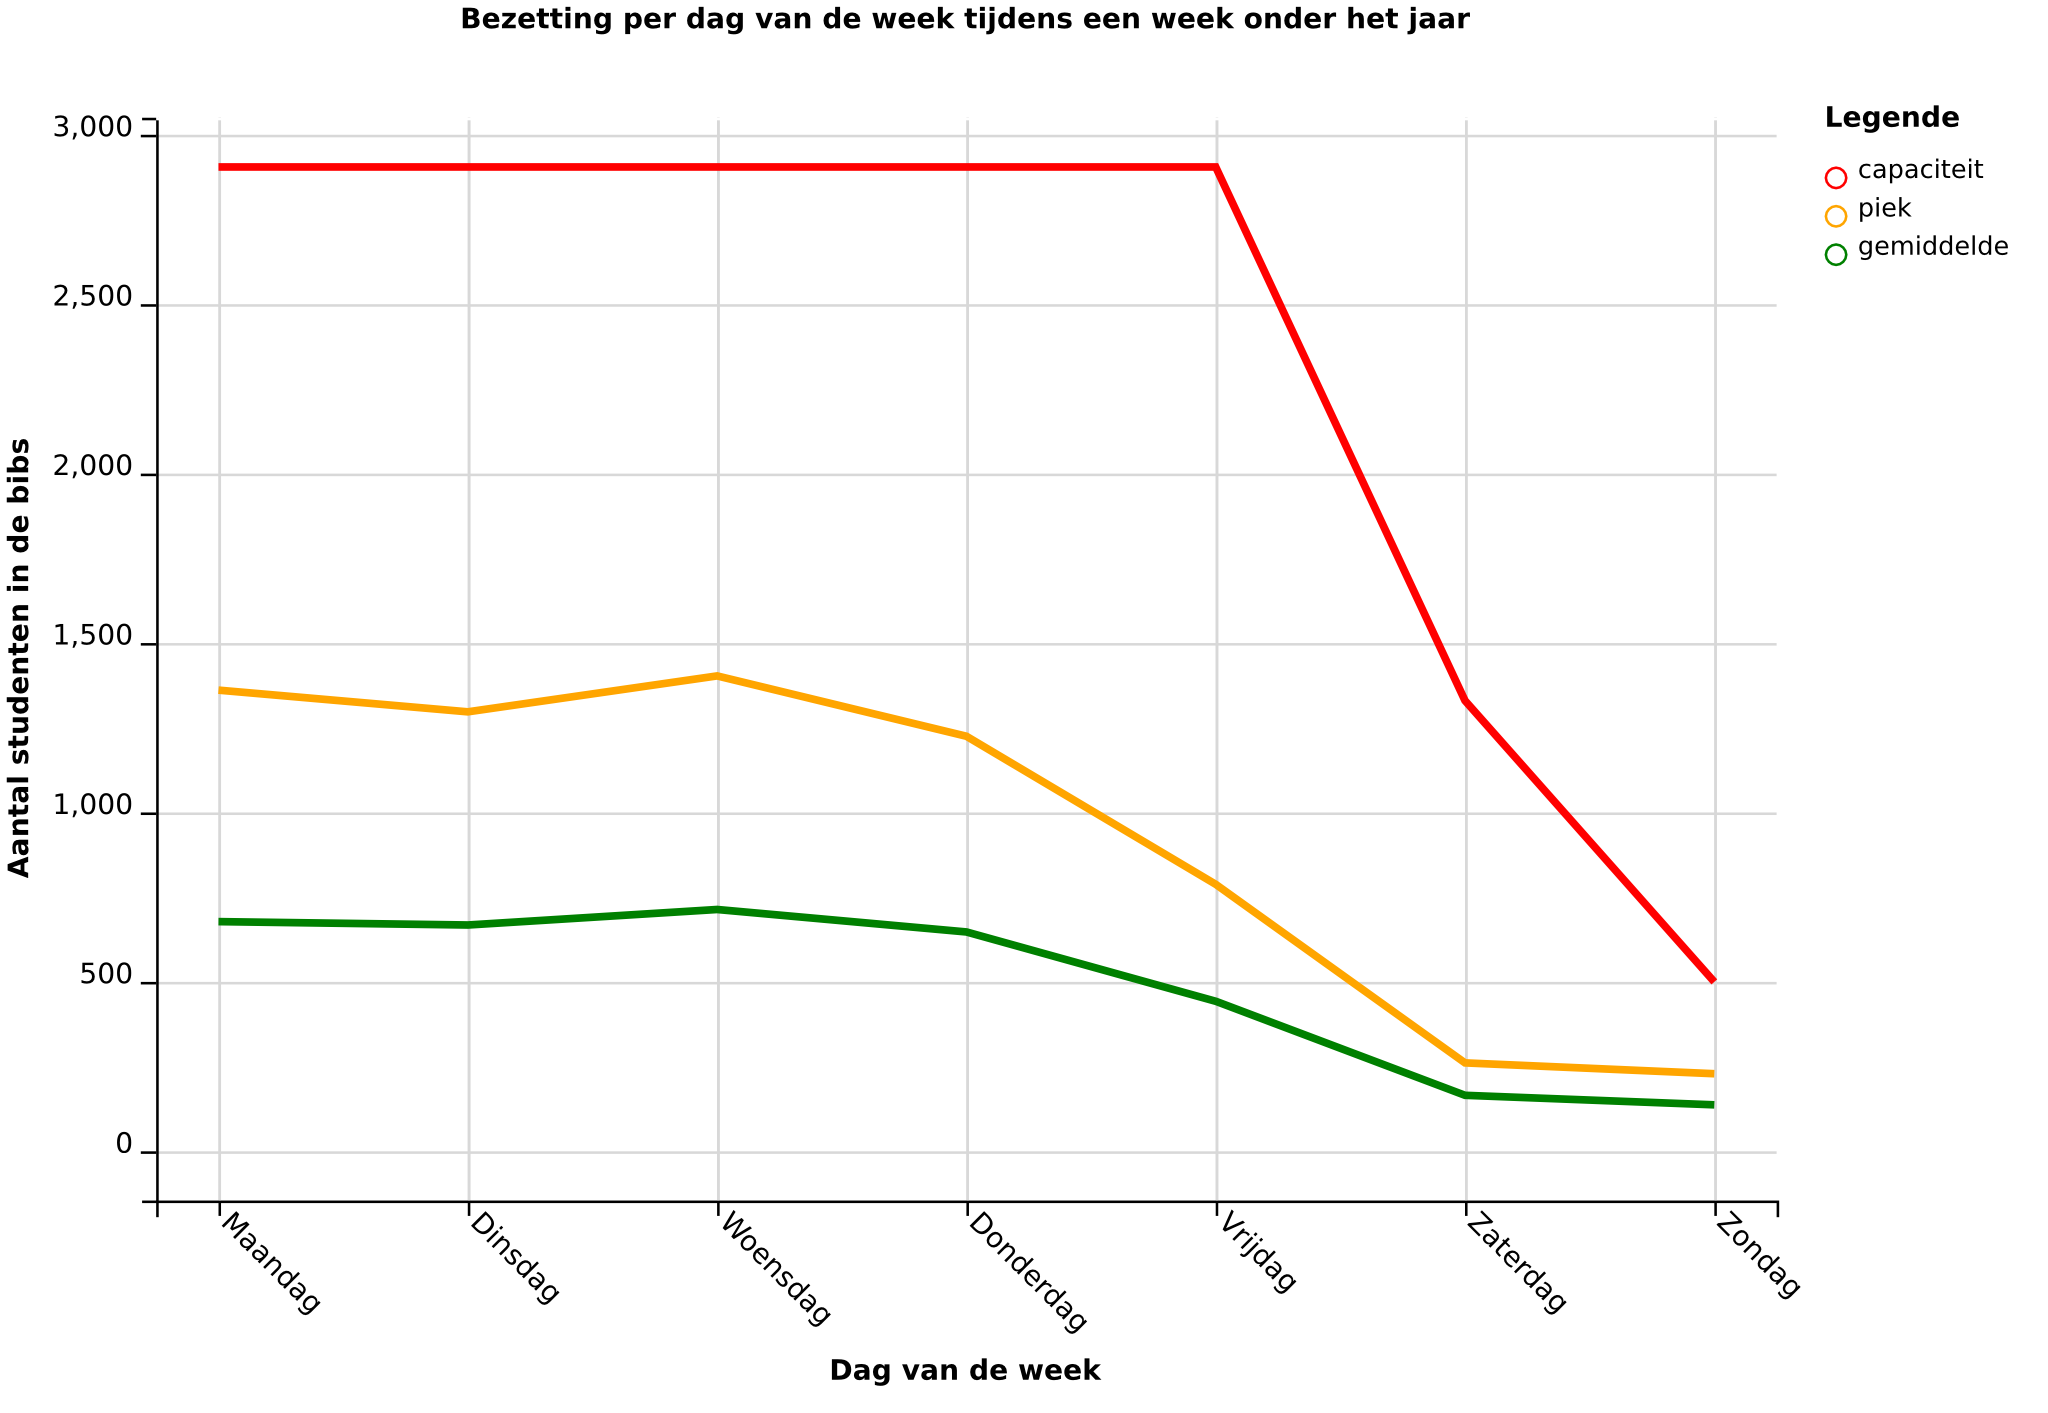 Bezetting per dag van de week tijdens een week onder het jaar
Legende
capaciteit
piek
gemiddelde
Aantal studenten in de bibs
3,000
2,500
2,000
1,500
1,000
500
0
Maandag
Dinsdag
Woensdag
Donderdag
Vrijdag
Zaterdag
Zondag
Dag van de week